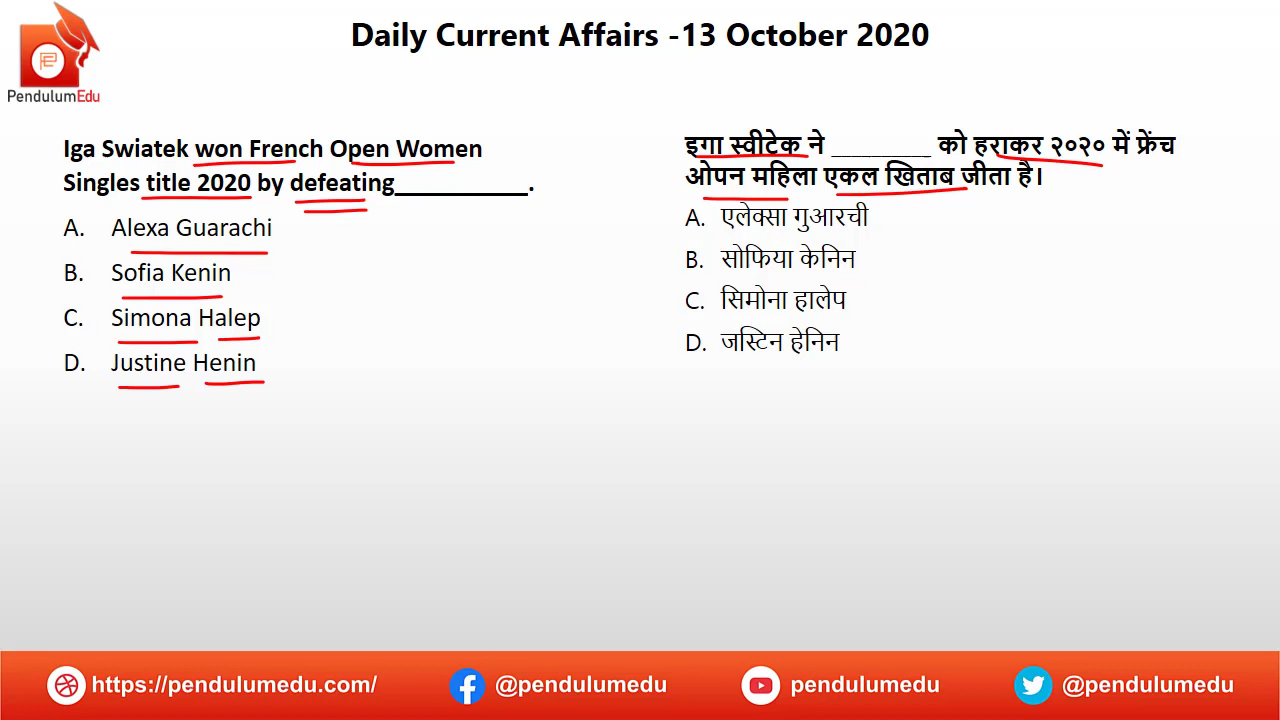 Daily Current Affairs -13 October 2020
PendulumEdu
Iga Swiatek won French Open Women
Singles title 2020 by defeating__________.
A. Alexa Guarachi
B. Sofia Kenin
C. Simona Halep
D. Justine Henin
इगा स्वीटेक ने _________ को हराकर २०२० में फ्रेंच
ओपन महिला एकल खिताब जीता है।
A. एलेक्सा गुआरची
B. सोफिया केनिन
C. सिमोना हालेप
D. जस्टिन हेनिन
https://pendulumedu.com/
@pendulumedu
pendulumedu
@pendulumedu